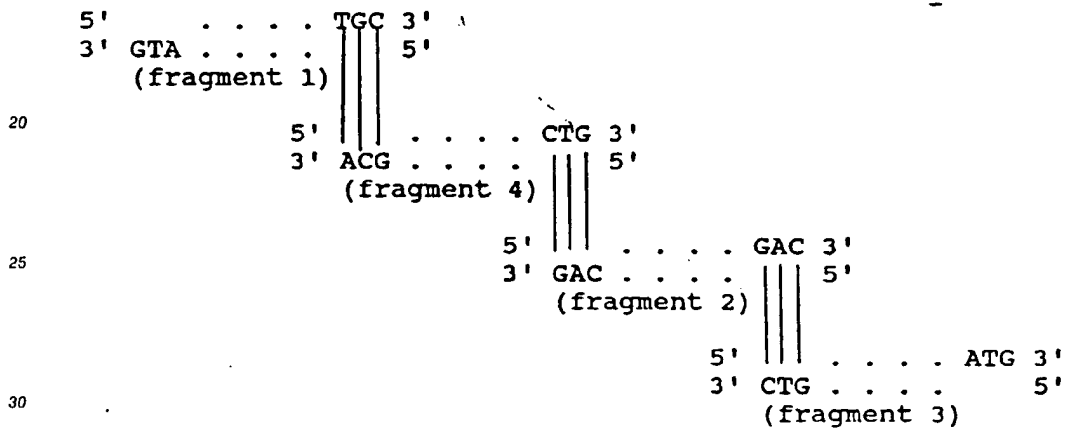 5' . . . . TGC 3'
3' GTA . . . . 5'
(fragment 1)
20
5' . . . . CTG 3'
3' ACG . . . . 5'
(fragment 4)
5' . . . . GAC 3'
25
3' GAC . . . . 5'
(fragment 2)
5' . . . . ATG 3'
3' CTG . . . . 5'
30
(fragment 3)